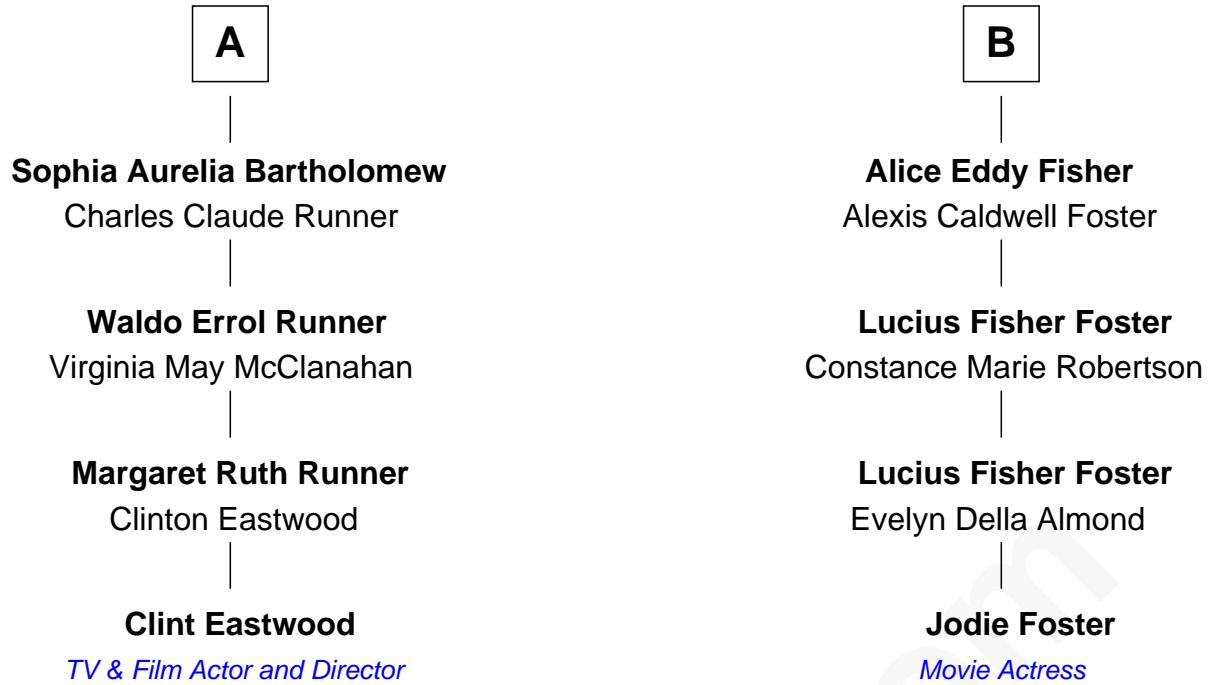 A
Sophia Aurelia Bartholomew
Charles Claude Runner
Waldo Errol Runner
Virginia May McClanahan
Margaret Ruth Runner
Clinton Eastwood
Clint Eastwood
TV & Film Actor and Director
B
Alice Eddy Fisher
Alexis Caldwell Foster
Lucius Fisher Foster
Constance Marie Robertson
Lucius Fisher Foster
Evelyn Della Almond
Jodie Foster
Movie Actress